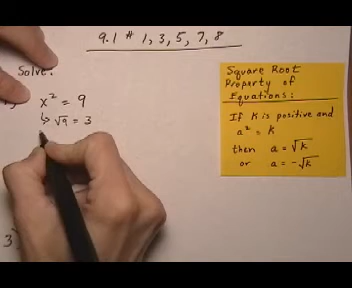 9.1 # 1, 3, 5, 7, 8
Solve:
x² = 9
↳ √9 = 3
3)
Square Root
Property of
Equations:
If K is positive and
a² = K
then a = √K
or a = -√K